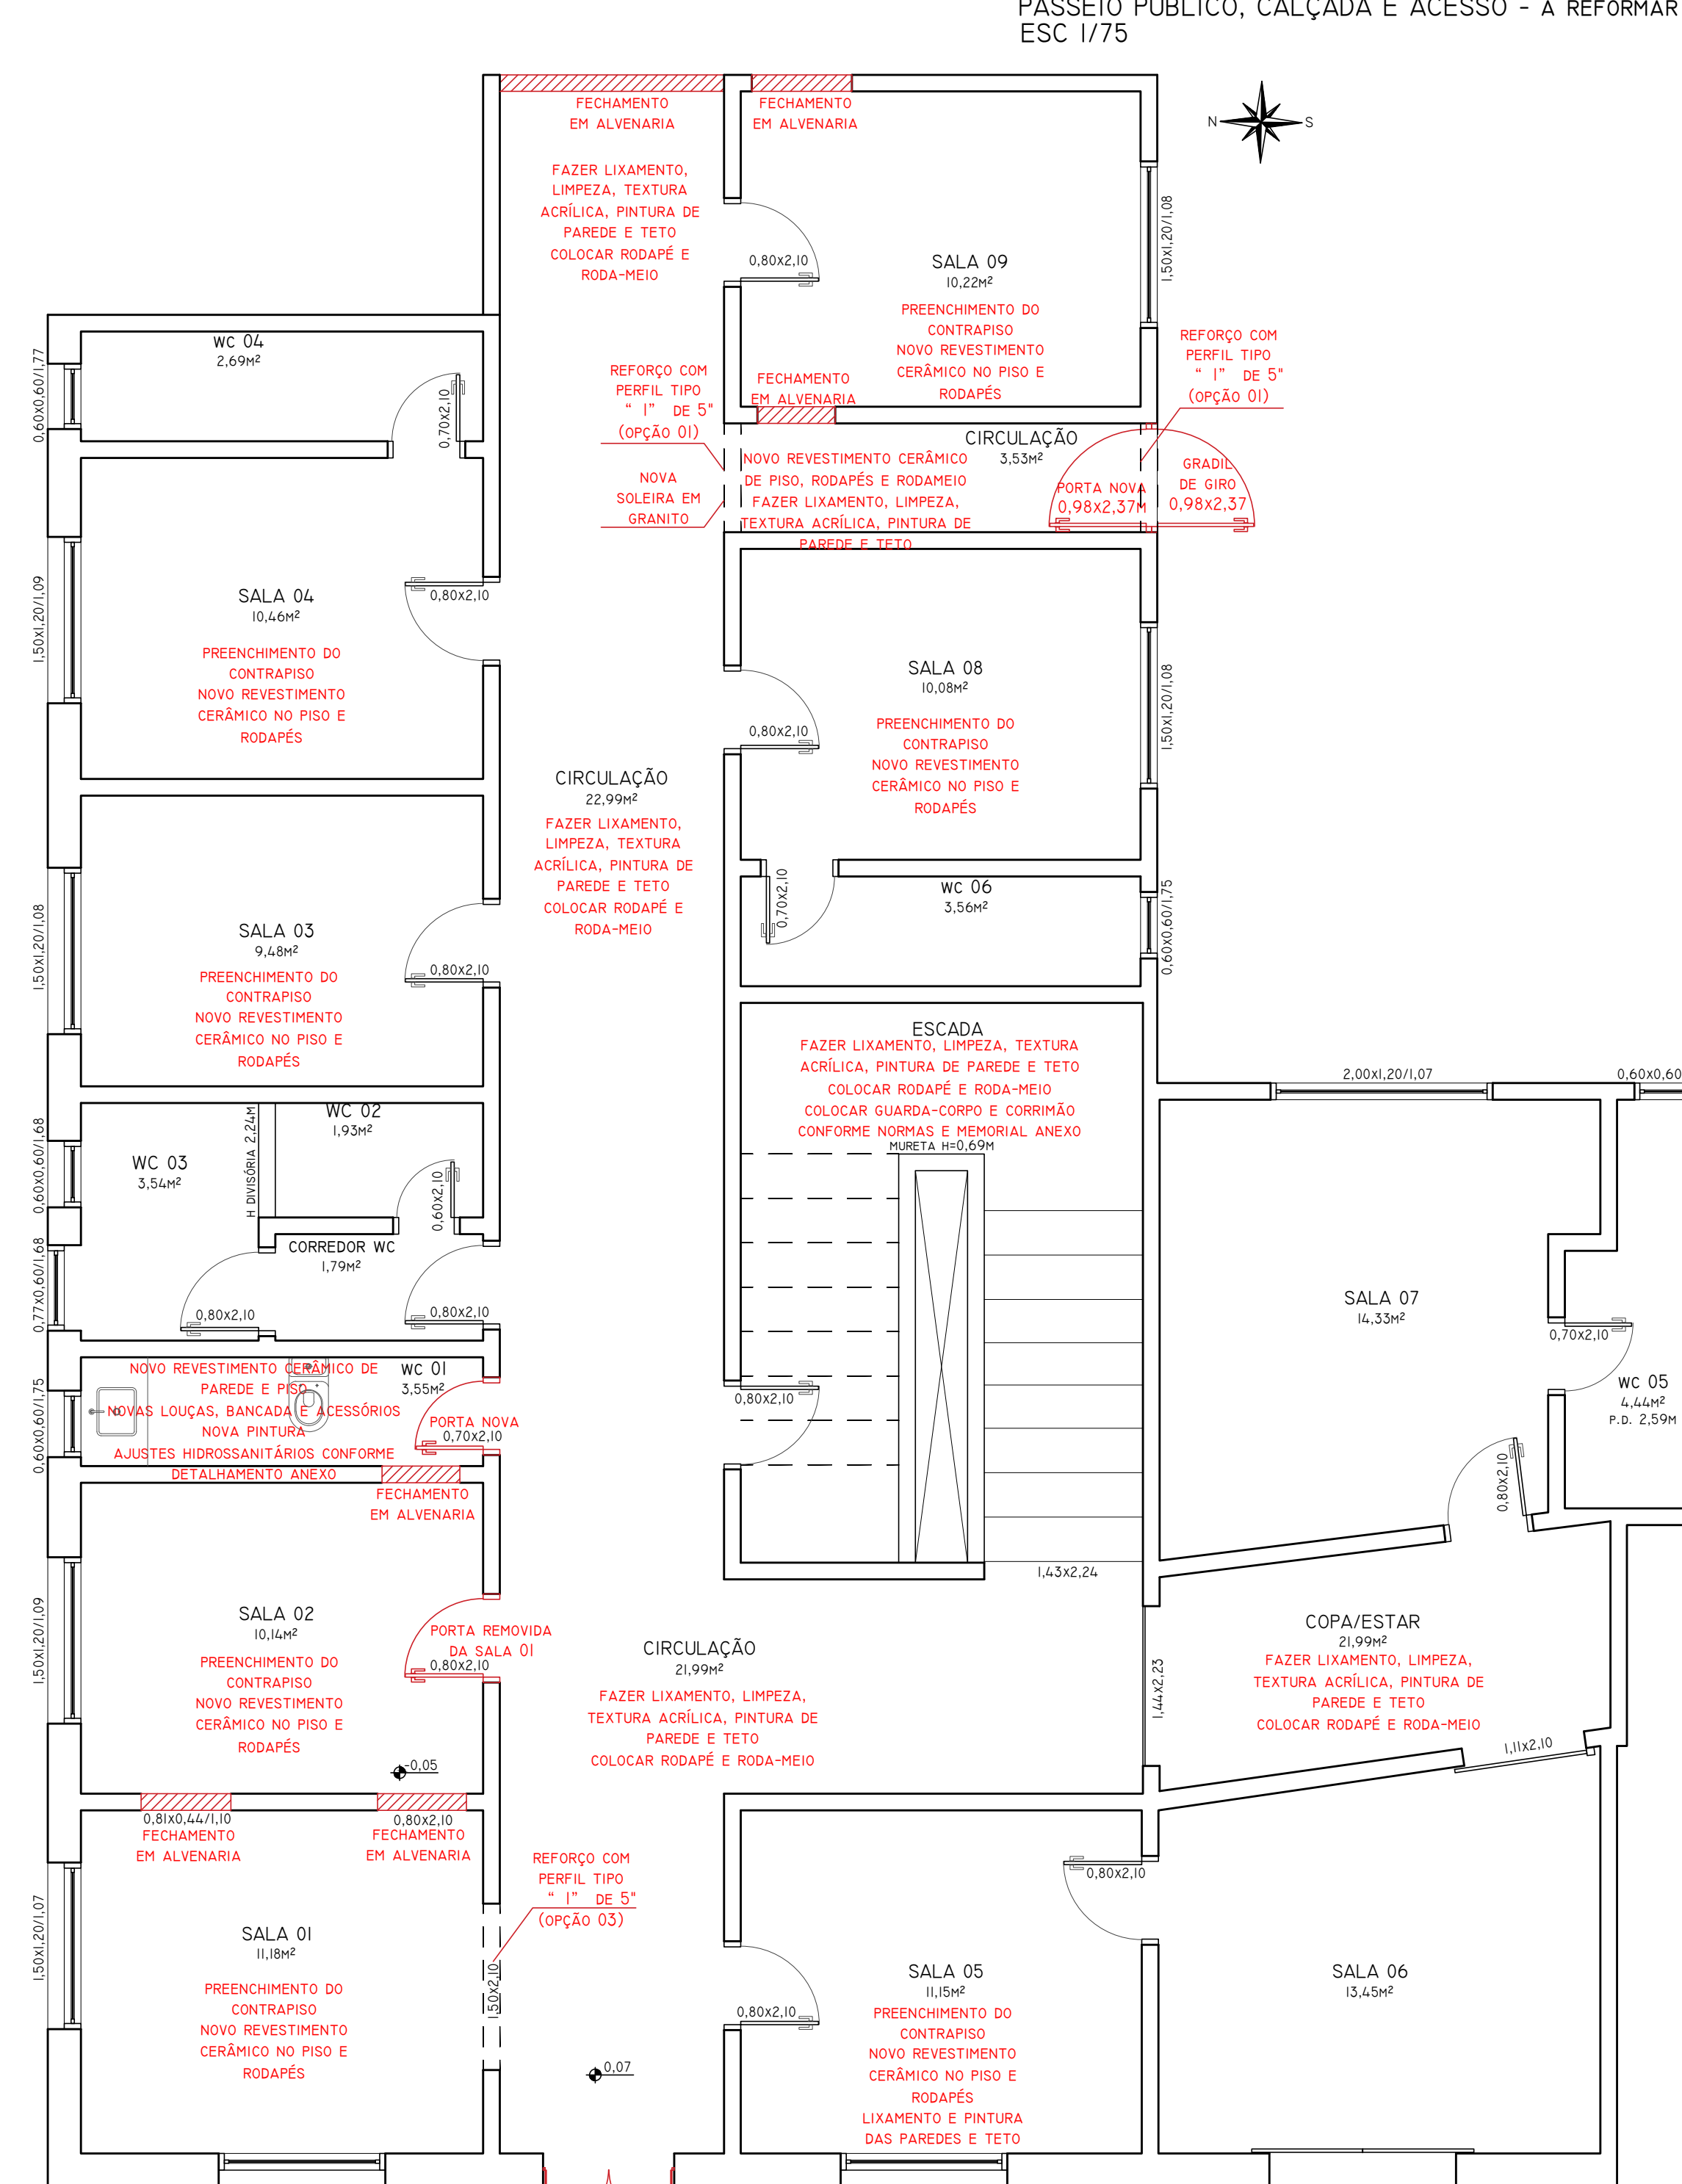 PASSEIO PÚBLICO, CALÇADA E ACESSO - A REFORMAR
ESC 1/75
N
S
FECHAMENTO
EM ALVENARIA
FECHAMENTO
EM ALVENARIA
FAZER LIXAMENTO,
LIMPEZA, TEXTURA
ACRÍLICA, PINTURA DE
PAREDE E TETO
COLOCAR RODAPÉ E
RODA-MEIO
0,80X2,10
SALA 09
10,22M²
PREENCHIMENTO DO
CONTRAPISO
NOVO REVESTIMENTO
CERÂMICO NO PISO E
RODAPÉS
1,50X1,20/1,08
WC 04
2,69M²
0,60X0,60/1,77
0,70X2,10
REFORÇO COM
PERFIL TIPO
" I" DE 5"
(OPÇÃO 01)
NOVA
SOLEIRA EM
GRANITO
FECHAMENTO
EM ALVENARIA
REFORÇO COM
PERFIL TIPO
" I" DE 5"
(OPÇÃO 01)
CIRCULAÇÃO
3,53M²
NOVO REVESTIMENTO CERÂMICO
DE PISO, RODAPÉS E RODAMEIO
FAZER LIXAMENTO, LIMPEZA,
TEXTURA ACRÍLICA, PINTURA DE
PAREDE E TETO
PORTA NOVA
0,98X2,37M
GRADIL
DE GIRO
0,98X2,37
SALA 04
10,46M²
PREENCHIMENTO DO
CONTRAPISO
NOVO REVESTIMENTO
CERÂMICO NO PISO E
RODAPÉS
1,50X1,20/1,09
0,80X2,10
SALA 08
10,08M²
PREENCHIMENTO DO
CONTRAPISO
NOVO REVESTIMENTO
CERÂMICO NO PISO E
RODAPÉS
0,80X2,10
1,50X1,20/1,08
CIRCULAÇÃO
22,99M²
FAZER LIXAMENTO,
LIMPEZA, TEXTURA
ACRÍLICA, PINTURA DE
PAREDE E TETO
COLOCAR RODAPÉ E
RODA-MEIO
SALA 03
9,48M²
PREENCHIMENTO DO
CONTRAPISO
NOVO REVESTIMENTO
CERÂMICO NO PISO E
RODAPÉS
1,50X1,20/1,08
0,80X2,10
0,70X2,10
WC 06
3,56M²
0,60X0,60/1,75
ESCADA
FAZER LIXAMENTO, LIMPEZA, TEXTURA
ACRÍLICA, PINTURA DE PAREDE E TETO
COLOCAR RODAPÉ E RODA-MEIO
COLOCAR GUARDA-CORPO E CORRIMÃO
CONFORME NORMAS E MEMORIAL ANEXO
MURETA H=0,69M
2,00X1,20/1,07
0,60X0,60
WC 02
1,93M²
H DIVISÓRIA 2,24M
WC 03
3,54M²
0,60X0,60/1,68
0,60X2,10
CORREDOR WC
1,79M²
0,77X0,60/1,68
0,80X2,10
0,80X2,10
SALA 07
14,33M²
0,70X2,10
WC 05
4,44M²
P.D. 2,59M
NOVO REVESTIMENTO CERÂMICO DE
PAREDE E PISO
NOVAS LOUÇAS, BANCADA E ACESSÓRIOS
NOVA PINTURA
AJUSTES HIDROSSANITÁRIOS CONFORME
DETALHAMENTO ANEXO
WC 01
3,55M²
0,60X0,60/1,75
PORTA NOVA
0,70X2,10
FECHAMENTO
EM ALVENARIA
0,80X2,10
0,80X2,10
1,43X2,24
SALA 02
10,14M²
PREENCHIMENTO DO
CONTRAPISO
NOVO REVESTIMENTO
CERÂMICO NO PISO E
RODAPÉS
1,50X1,20/1,09
PORTA REMOVIDA
DA SALA 01
0,80X2,10
-0,05
CIRCULAÇÃO
21,99M²
FAZER LIXAMENTO, LIMPEZA,
TEXTURA ACRÍLICA, PINTURA DE
PAREDE E TETO
COLOCAR RODAPÉ E RODA-MEIO
1,44X2,23
COPA/ESTAR
21,99M²
FAZER LIXAMENTO, LIMPEZA,
TEXTURA ACRÍLICA, PINTURA DE
PAREDE E TETO
COLOCAR RODAPÉ E RODA-MEIO
1,11X2,10
0,81X0,44/1,10
FECHAMENTO
EM ALVENARIA
0,80X2,10
FECHAMENTO
EM ALVENARIA
REFORÇO COM
PERFIL TIPO
" I" DE 5"
(OPÇÃO 03)
0,80X2,10
SALA 01
11,18M²
PREENCHIMENTO DO
CONTRAPISO
NOVO REVESTIMENTO
CERÂMICO NO PISO E
RODAPÉS
1,50X1,20/1,07
1,50X2,10
0,07
0,80X2,10
SALA 05
11,15M²
PREENCHIMENTO DO
CONTRAPISO
NOVO REVESTIMENTO
CERÂMICO NO PISO E
RODAPÉS
LIXAMENTO E PINTURA
DAS PAREDES E TETO
SALA 06
13,45M²